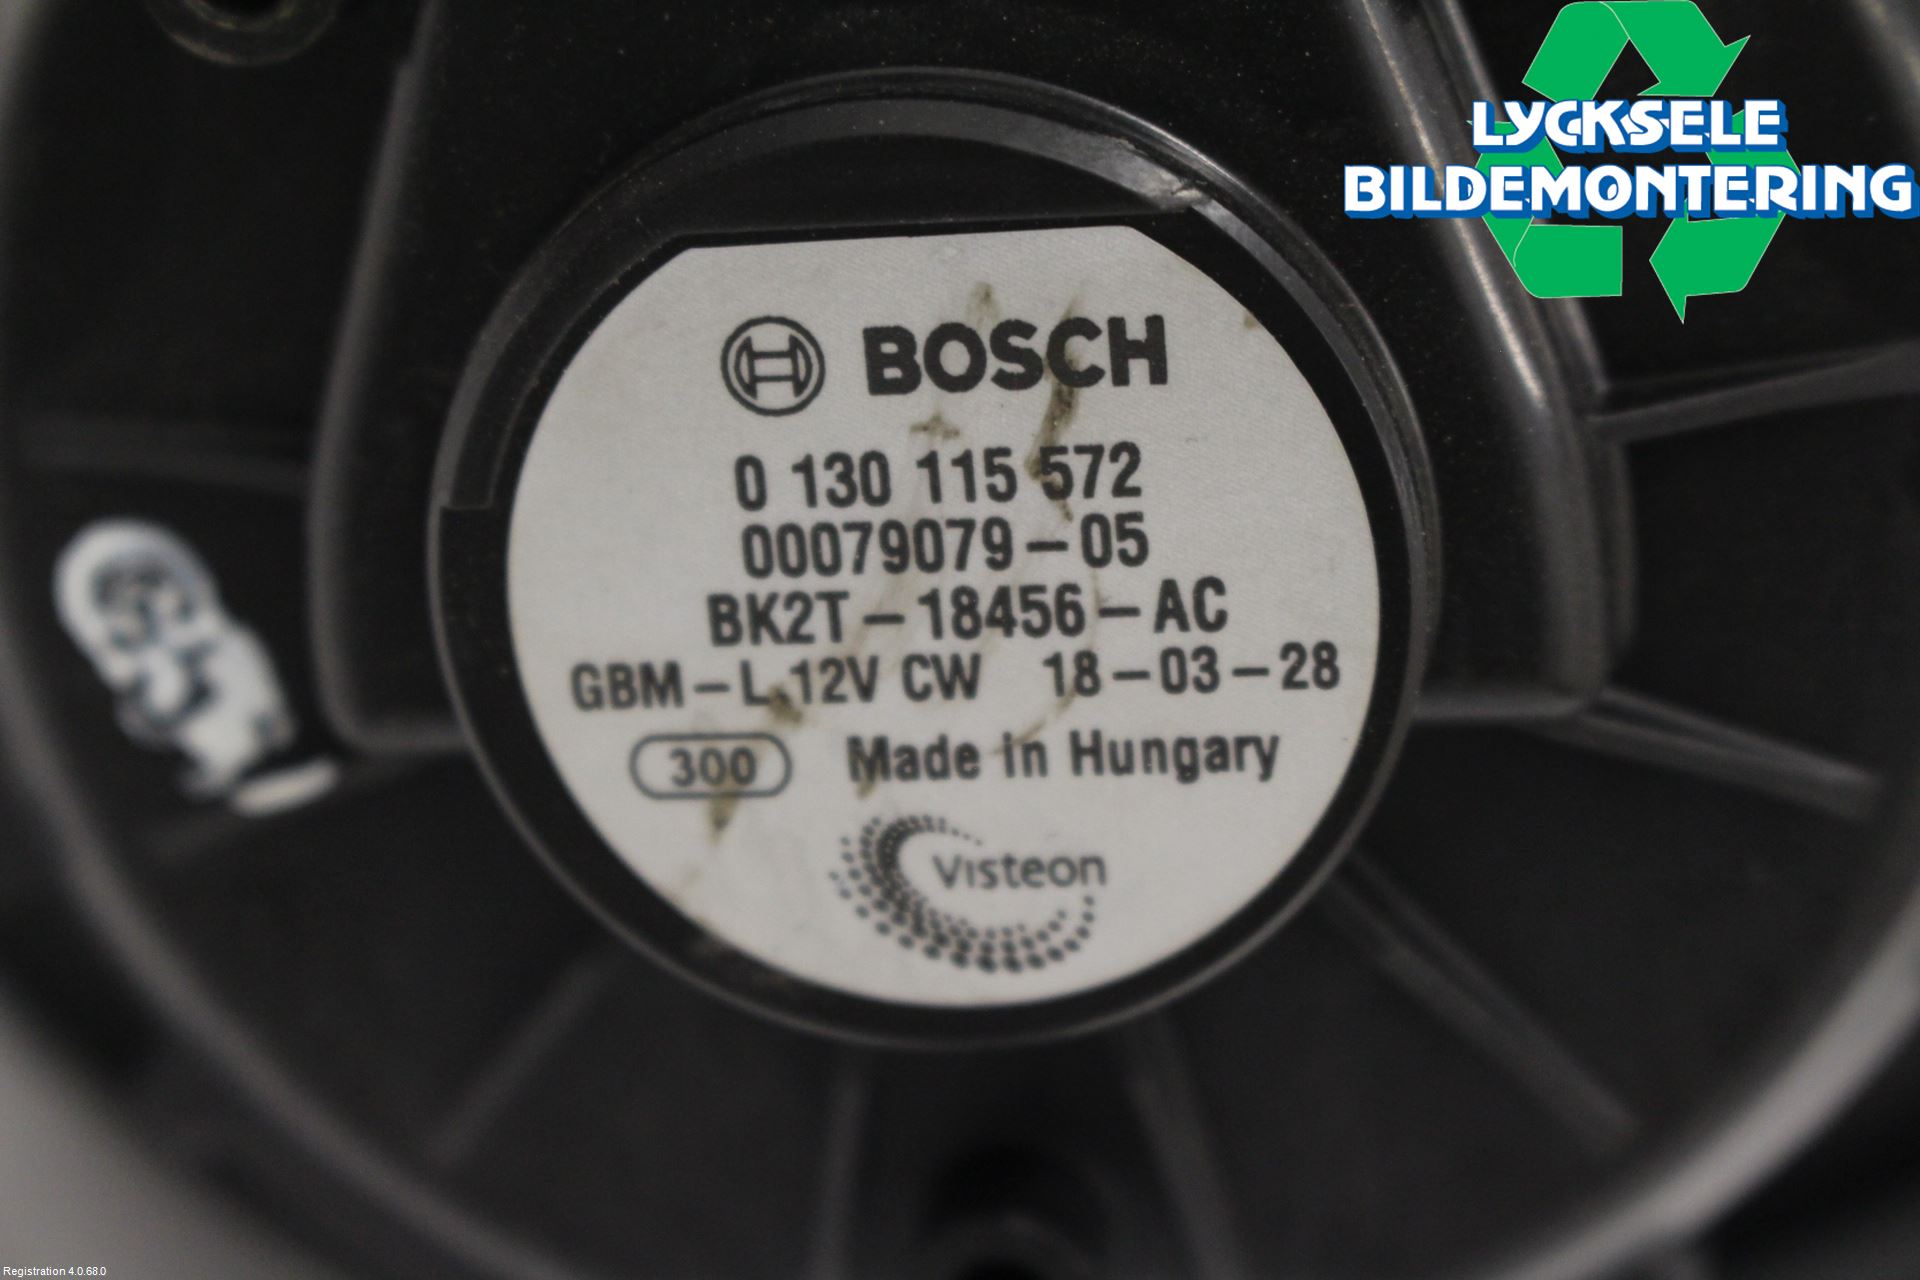 LYCKSELE
BILDEMONTERING
BOSCH
0 130 115 572
00079079-05
BK2T-18456-AC
GBM-L 12V CW 18-03-28
300 Made in Hungary
Visteon
Registration 4.0.68.0